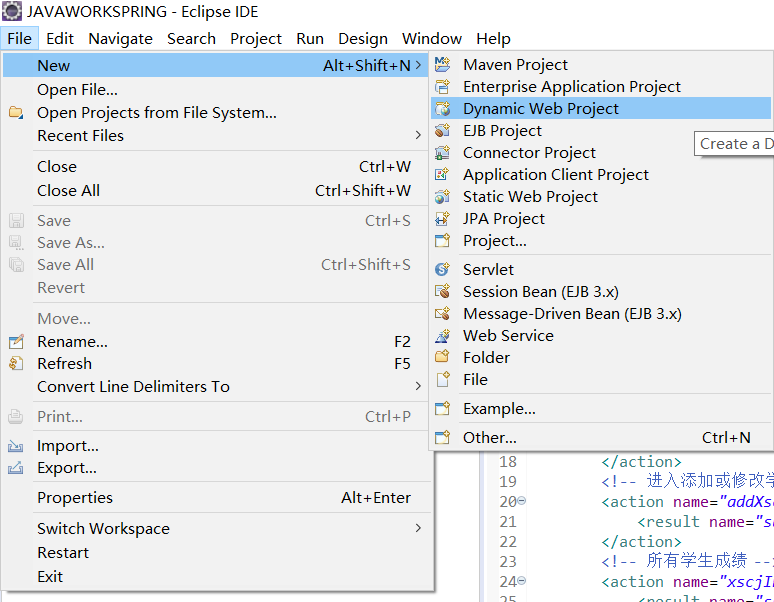 JAVAWORKSPRING - Eclipse IDE
File Edit Navigate Search Project Run Design Window Help
New Alt+Shift+N
Open File...
Open Projects from File System...
Recent Files
Close Ctrl+W
Close All Ctrl+Shift+W
Save Ctrl+S
Save As...
Save All Ctrl+Shift+S
Revert
Move...
Rename... F2
Refresh F5
Convert Line Delimiters To
Print... Ctrl+P
Import...
Export...
Properties Alt+Enter
Switch Workspace
Restart
Exit
Maven Project
Enterprise Application Project
Dynamic Web Project
EJB Project
Connector Project
Application Client Project
Static Web Project
JPA Project
Project...
Servlet
Session Bean (EJB 3.x)
Message-Driven Bean (EJB 3.x)
Web Service
Folder
File
Example...
Other... Ctrl+N
Create a D
18 </action>
19 <!-- 进入添加或修改学
20 <action name="addXs
21 <result name="s
22 </action>
23 <!-- 所有学生成绩 --
24 <action name="xscjI
25 <result name="s